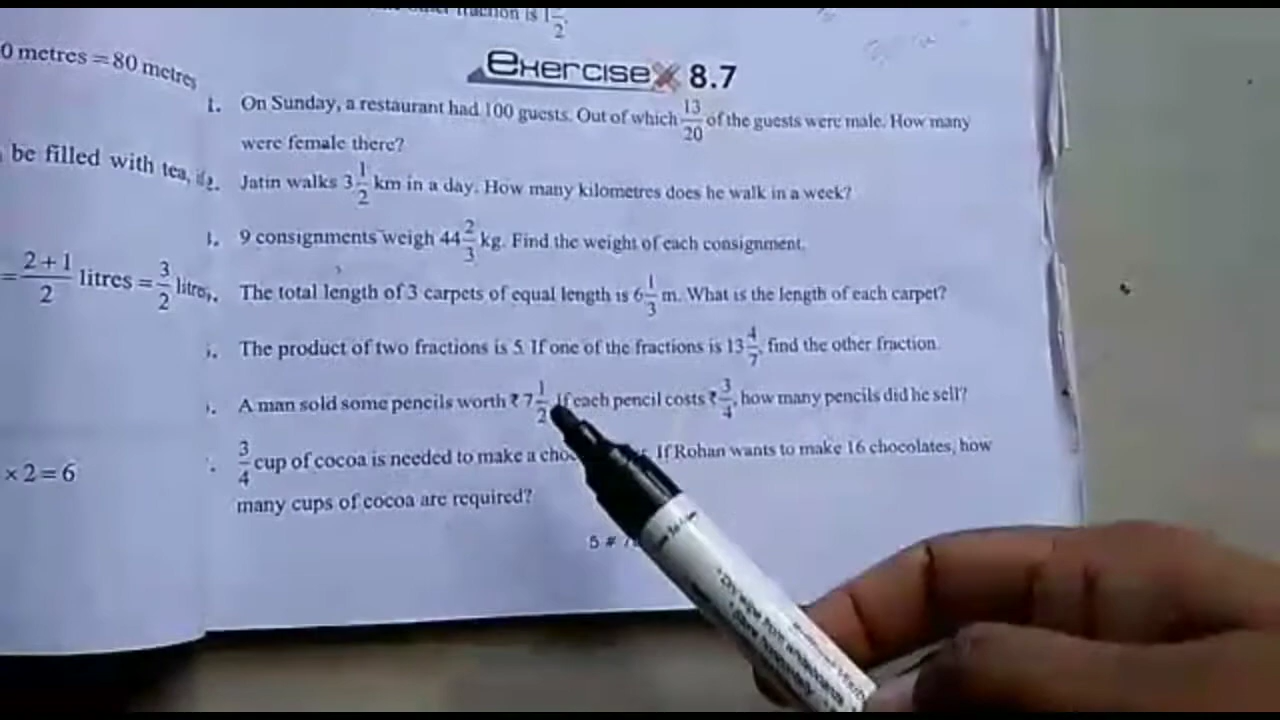 fraction is 1 1/2.
0 metres = 80 metres
be filled with tea, if
= 2+1/2 litres = 3/2 litres,
× 2 = 6
Exercise 8.7
1. On Sunday, a restaurant had 100 guests. Out of which 13/20 of the guests were male. How many
were female there?
2. Jatin walks 3 1/2 km in a day. How many kilometres does he walk in a week?
9 consignments weigh 44 2/3 kg. Find the weight of each consignment.
The total length of 3 carpets of equal length is 6 1/3 m. What is the length of each carpet?
The product of two fractions is 5. If one of the fractions is 13 4/7, find the other fraction.
A man sold some pencils worth ₹ 7 1/2. If each pencil costs ₹ 3/4, how many pencils did he sell?
3/4 cup of cocoa is needed to make a If Rohan wants to make 16 chocolates, how
many cups of cocoa are required?
5 #